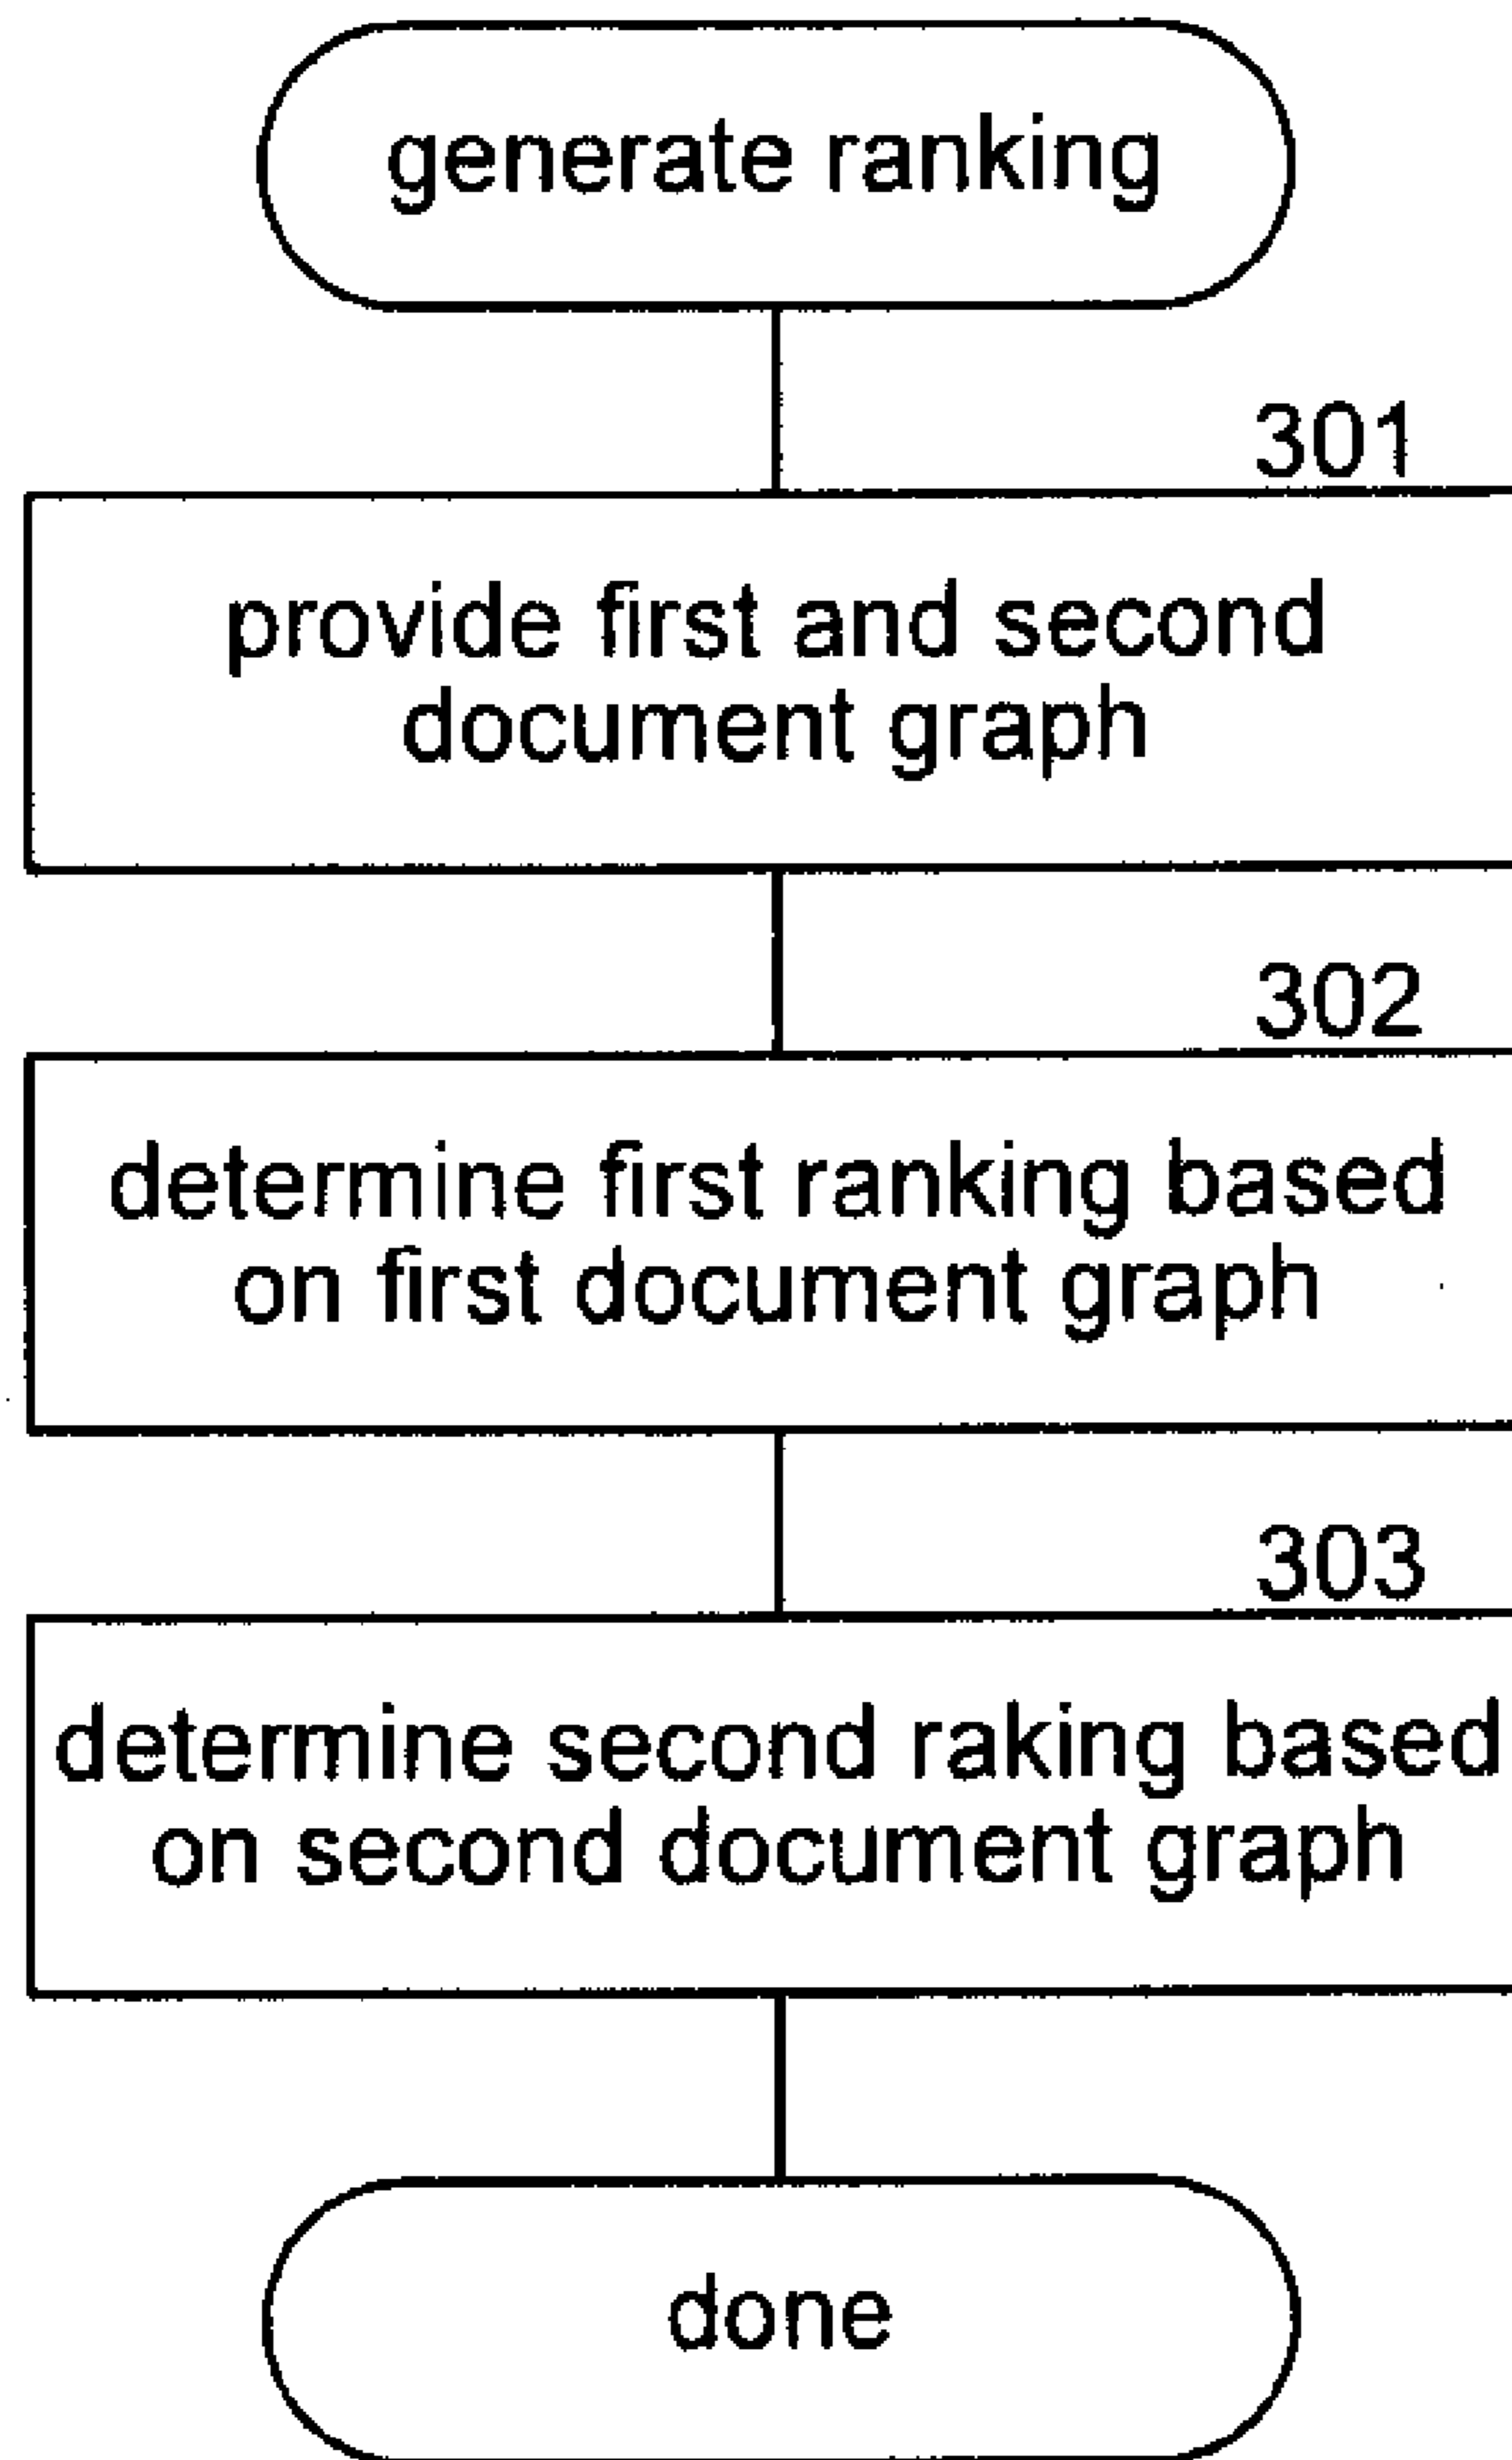 generate ranking
301
provide first and second
document graph
302
determine first ranking based
on first document graph
303
determine second raking based
on second document graph
done